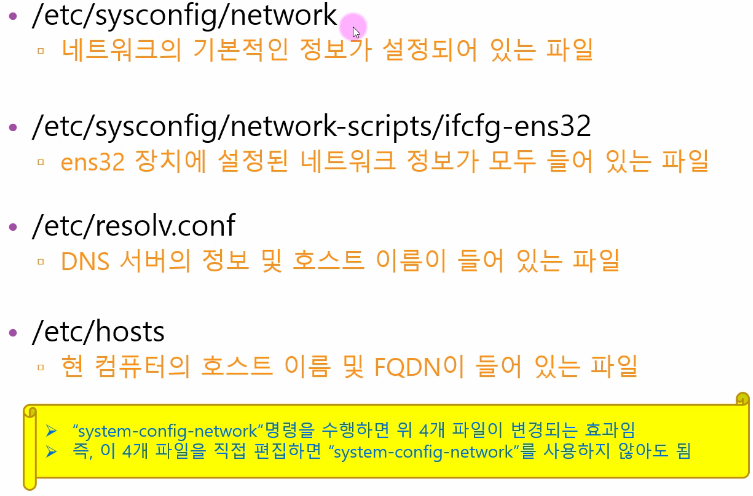 • /etc/sysconfig/network
▫ 네트워크의 기본적인 정보가 설정되어 있는 파일
• /etc/sysconfig/network-scripts/ifcfg-ens32
▫ ens32 장치에 설정된 네트워크 정보가 모두 들어 있는 파일
• /etc/resolv.conf
▫ DNS 서버의 정보 및 호스트 이름이 들어 있는 파일
• /etc/hosts
▫ 현 컴퓨터의 호스트 이름 및 FQDN이 들어 있는 파일
➢ “system-config-network“명령을 수행하면 위 4개 파일이 변경되는 효과임
➢ 즉, 이 4개 파일을 직접 편집하면 “system-config-network”를 사용하지 않아도 됨